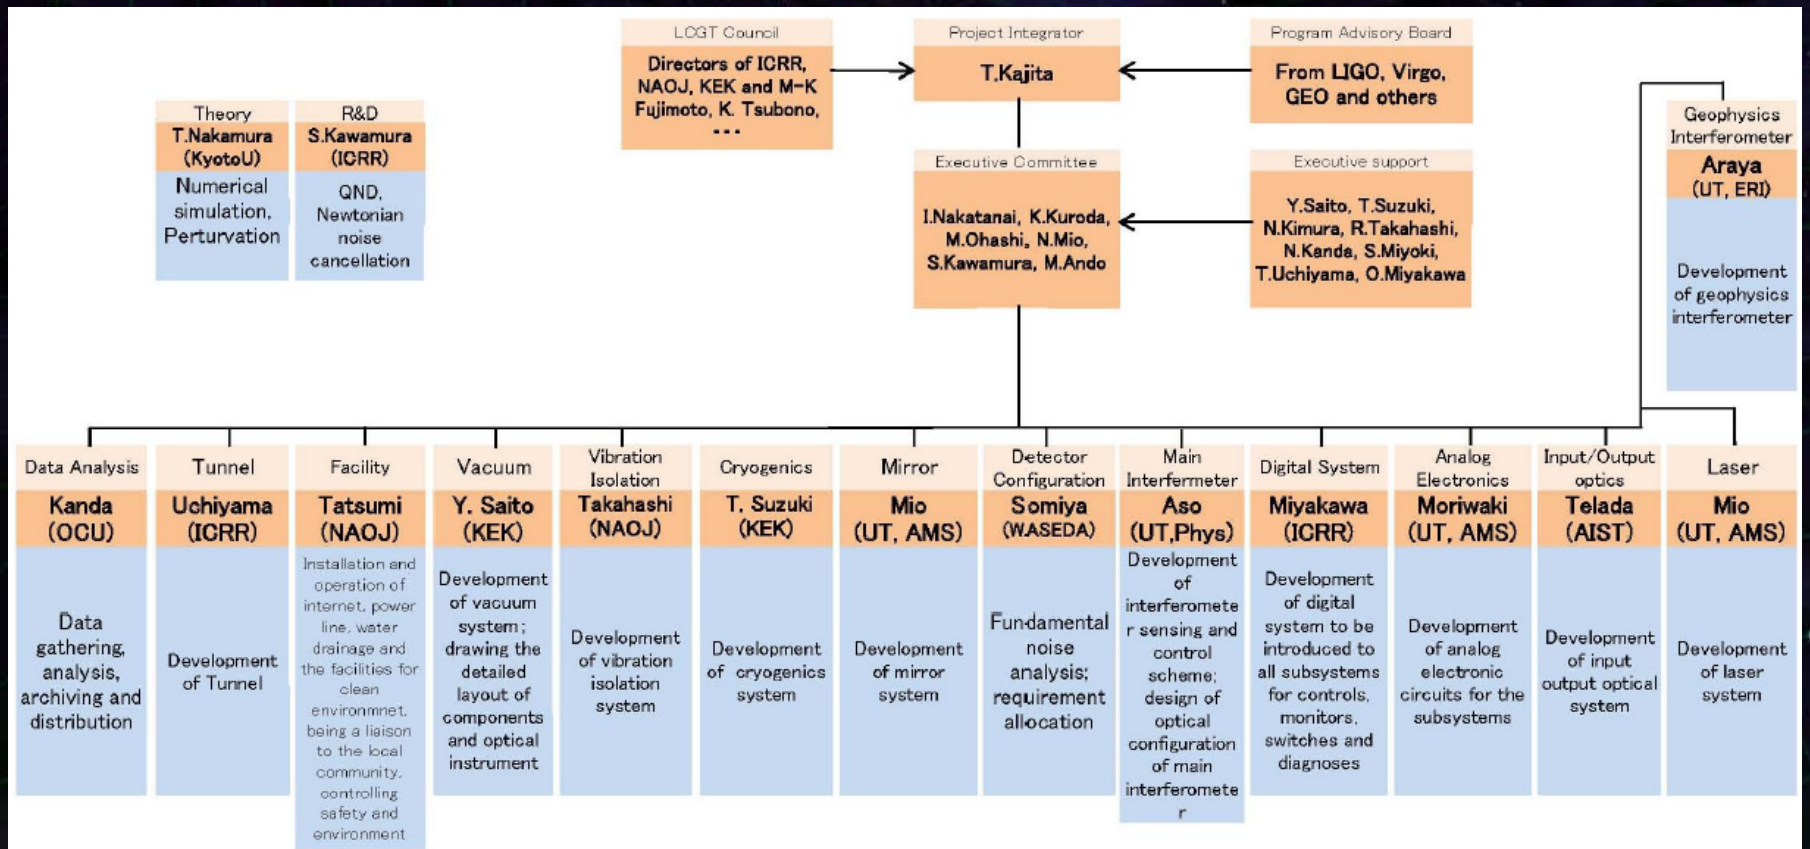 LCGT Council
Directors of ICRR,
NAOJ, KEK and M-K
Fujimoto, K. Tsubono,
...
Project Integrator
T.Kajita
Program Advisory Board
From LIGO, Virgo,
GEO and others
Theory
T.Nakamura
(KyotoU)
Numerical
simulation,
Perturvation
R&D
S.Kawamura
(ICRR)
QND,
Newtonian
noise
cancellation
Executive Committee
I.Nakatanai, K.Kuroda,
M.Ohashi, N.Mio,
S.Kawamura, M.Ando
Executive support
Y.Saito, T.Suzuki,
N.Kimura, R.Takahashi,
N.Kanda, S.Miyoki,
T.Uchiyama, O.Miyakawa
Geophysics
Interferometer
Araya
(UT, ERI)
Development
of geophysics
interferometer
Data Analysis
Kanda
(OCU)
Data
gathering,
analysis,
archiving and
distribution
Tunnel
Uchiyama
(ICRR)
Development
of Tunnel
Facility
Tatsumi
(NAOJ)
Installation and
operation of
internet, power
line, water
drainage and
the facilities for
clean
environmnet,
being a liaison
to the local
community,
controlling
safety and
environment
Vacuum
Y. Saito
(KEK)
Development
of vacuum
system;
drawing the
detailed
layout of
components
and optical
instrument
Vibration
Isolation
Takahashi
(NAOJ)
Development
of vibration
isolation
system
Cryogenics
T. Suzuki
(KEK)
Development
of cryogenics
system
Mirror
Mio
(UT, AMS)
Development
of mirror
system
Detector
Configuration
Somiya
(WASEDA)
Fundamental
noise
analysis;
requirement
allocation
Main
Interfermeter
Aso
(UT,Phys)
Development
of
interferomete
r sensing and
control
scheme;
design of
optical
configuration
of main
interferomete
r
Digital System
Miyakawa
(ICRR)
Development
of digital
system to be
introduced to
all subsystems
for controls,
monitors,
switches and
diagnoses
Analog
Electronics
Moriwaki
(UT, AMS)
Development
of analog
electronic
circuits for the
subsystems
Input/Output
optics
Telada
(AIST)
Development
of input
output optical
system
Laser
Mio
(UT, AMS)
Development
of laser
system